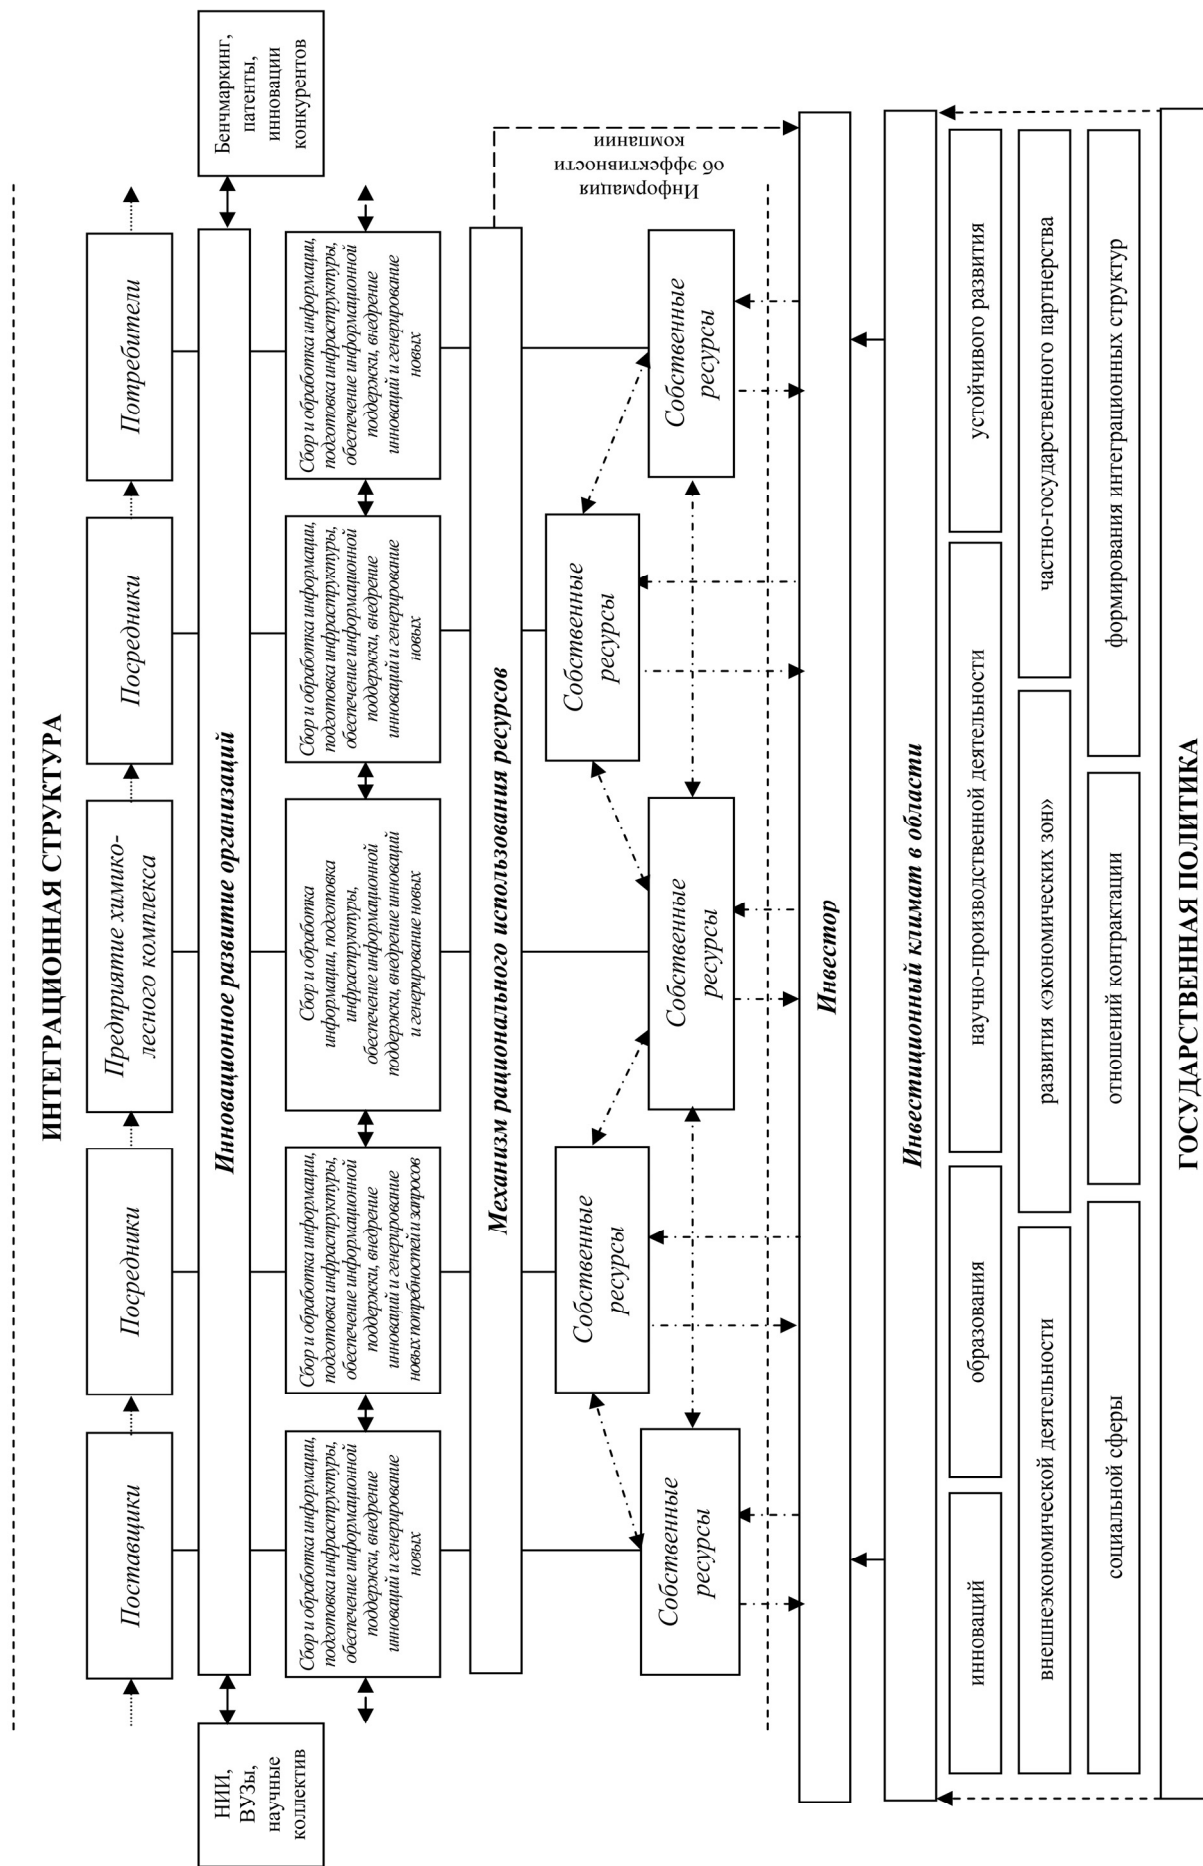 ИНТЕГРАЦИОННАЯ СТРУКТУРА
Поставщики
Посредники
Предприятие химико-
лесного комплекса
Посредники
Потребители
НИИ,
ВУЗы,
научные
коллектив
Инновационное развитие организаций
Бенчмаркинг,
патенты,
инновации
конкурентов
Сбор и обработка информации,
подготовка инфраструктуры,
обеспечение информационной
поддержки, внедрение
инноваций и генерирование
новых
Сбор и обработка информации,
подготовка инфраструктуры,
обеспечение информационной
поддержки, внедрение
инноваций и генерирование
новых потребностей и запросов
Сбор и обработка
информации, подготовка
инфраструктуры,
обеспечение информационной
поддержки, внедрение инноваций
и генерирование новых
Сбор и обработка информации,
подготовка инфраструктуры,
обеспечение информационной
поддержки, внедрение
инноваций и генерирование
новых
Сбор и обработка информации,
подготовка инфраструктуры,
обеспечение информационной
поддержки, внедрение
инноваций и генерирование
новых
Механизм рационального использования ресурсов
Собственные
ресурсы
Собственные
ресурсы
Собственные
ресурсы
Собственные
ресурсы
Собственные
ресурсы
Информация
об эффективности
компании
Инвестор
Инвестиционный климат в области
инноваций
образования
научно-производственной деятельности
устойчивого развития
внешнеэкономической деятельности
развития «экономических зон»
частно-государственного партнерства
социальной сферы
отношений контрактации
формирования интеграционных структур
ГОСУДАРСТВЕННАЯ ПОЛИТИКА